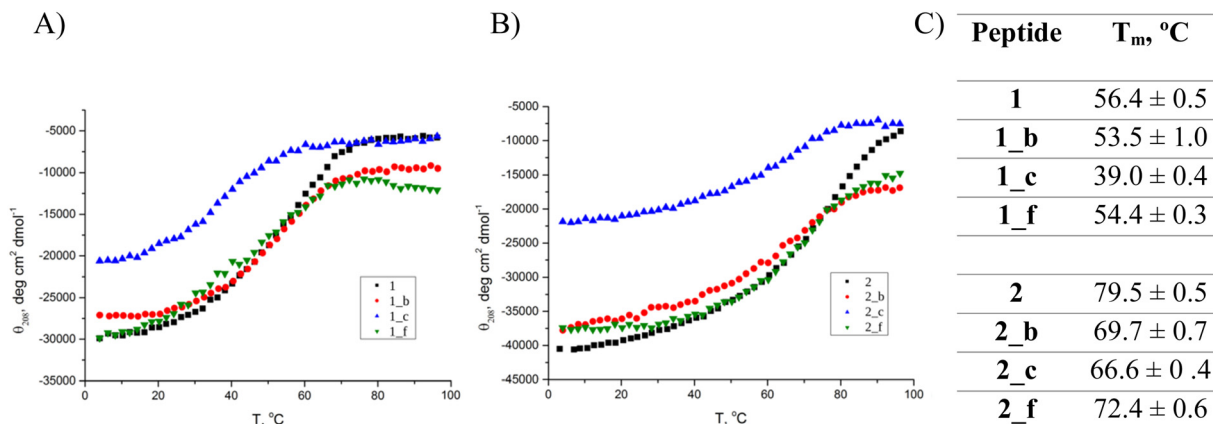 A)
-5000
-10000
-15000
-20000
-25000
-30000
-35000
θ208, deg cm2 dmol-1
0 20 40 60 80 100
T, oC
1
1_b
1_c
1_f
B)
-5000
-10000
-15000
-20000
-25000
-30000
-35000
-40000
-45000
θ208, deg cm2 dmol-1
0 20 40 60 80 100
T, oC
2
2_b
2_c
2_f
C)
Peptide Tm, ºC
1 56.4 ± 0.5
1_b 53.5 ± 1.0
1_c 39.0 ± 0.4
1_f 54.4 ± 0.3
2 79.5 ± 0.5
2_b 69.7 ± 0.7
2_c 66.6 ± 0 .4
2_f 72.4 ± 0.6